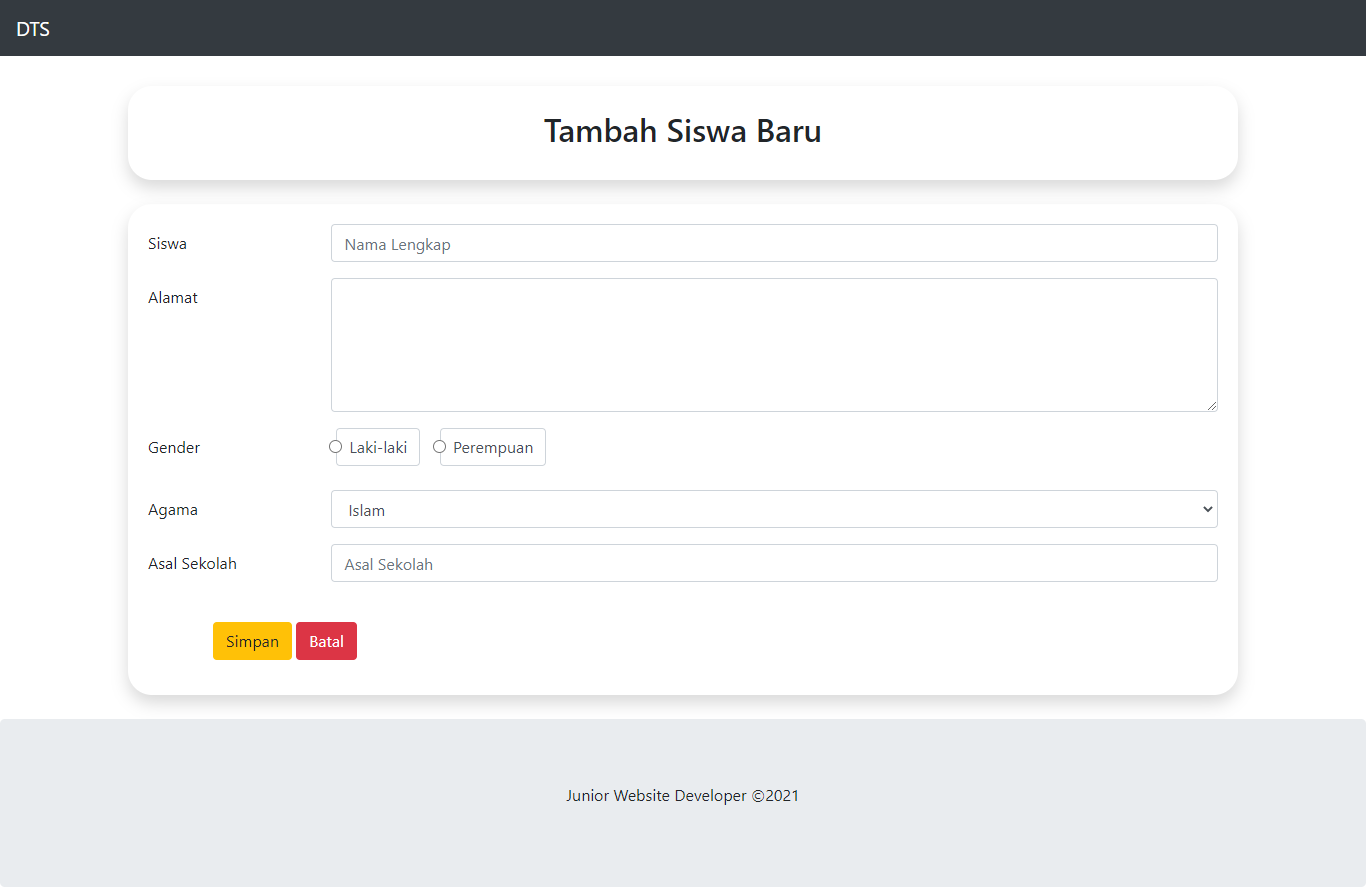 DTS
Tambah Siswa Baru
Siswa
Nama Lengkap
Alamat
Gender
Laki-laki
Perempuan
Agama
Islam
Asal Sekolah
Asal Sekolah
Simpan
Batal
Junior Website Developer ©2021